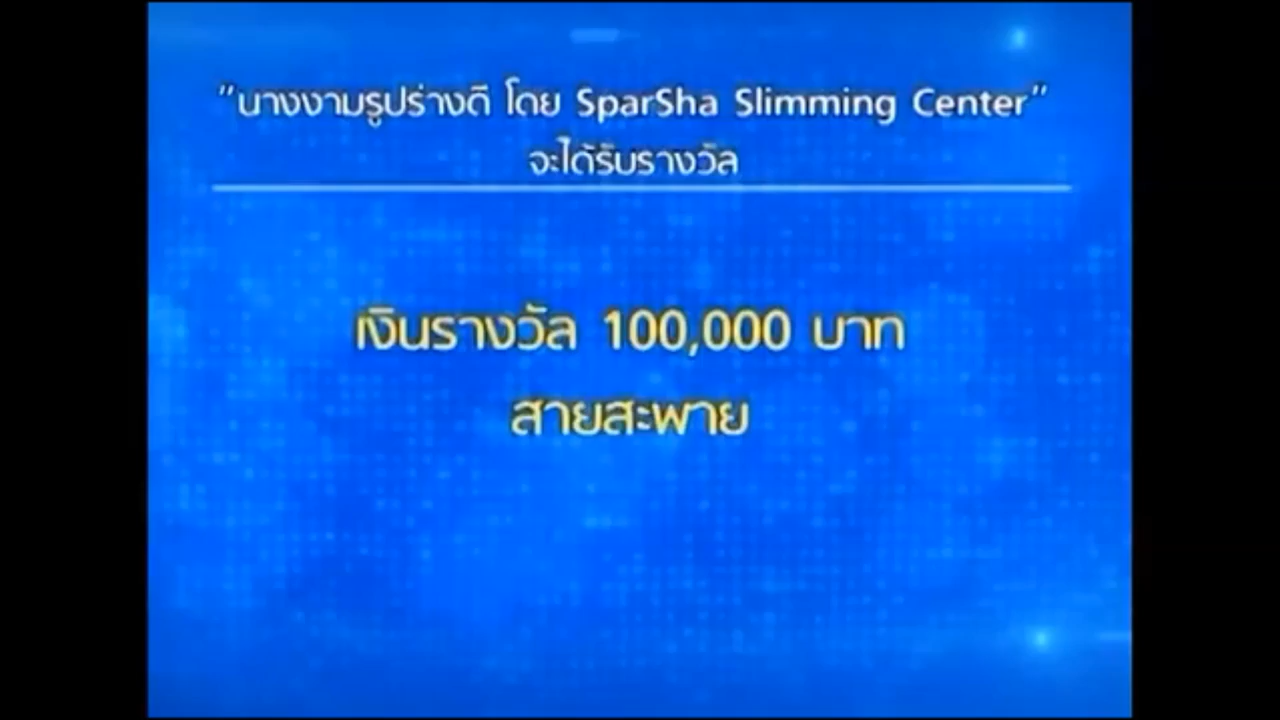 "นางงามรูปร่างดี โดย SparSha Slimming Center"
จะได้รับรางวัล
เงินรางวัล 100,000 บาท
สายสะพาย